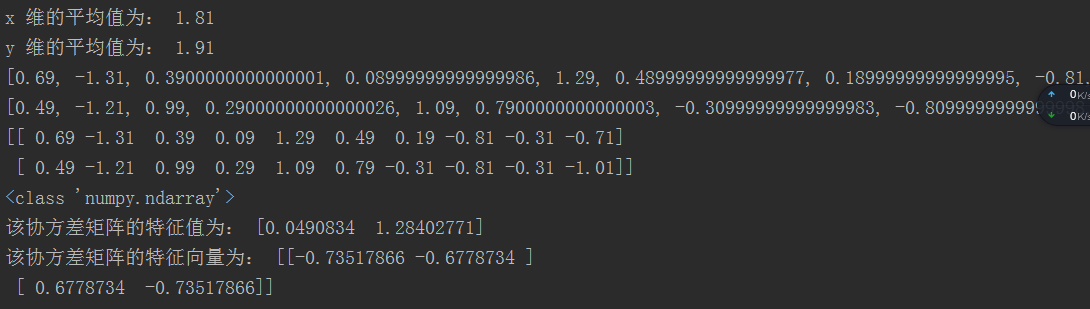 x 维的平均值为： 1.81
y 维的平均值为： 1.91
[0.69, -1.31, 0.3900000000000001, 0.08999999999999986, 1.29, 0.48999999999999977, 0.18999999999999995, -0.81.
[0.49, -1.21, 0.99, 0.29000000000000026, 1.09, 0.7900000000000003, -0.30999999999999983,
0K/s
0K/s
[[ 0.69 -1.31  0.39  0.09  1.29  0.49  0.19 -0.81 -0.31 -0.71]
 [ 0.49 -1.21  0.99  0.29  1.09  0.79 -0.31 -0.81 -0.31 -1.01]]
<class 'numpy.ndarray'>
该协方差矩阵的特征值为： [0.0490834  1.28402771]
该协方差矩阵的特征向量为： [[-0.73517866 -0.6778734 ]
 [ 0.6778734  -0.73517866]]